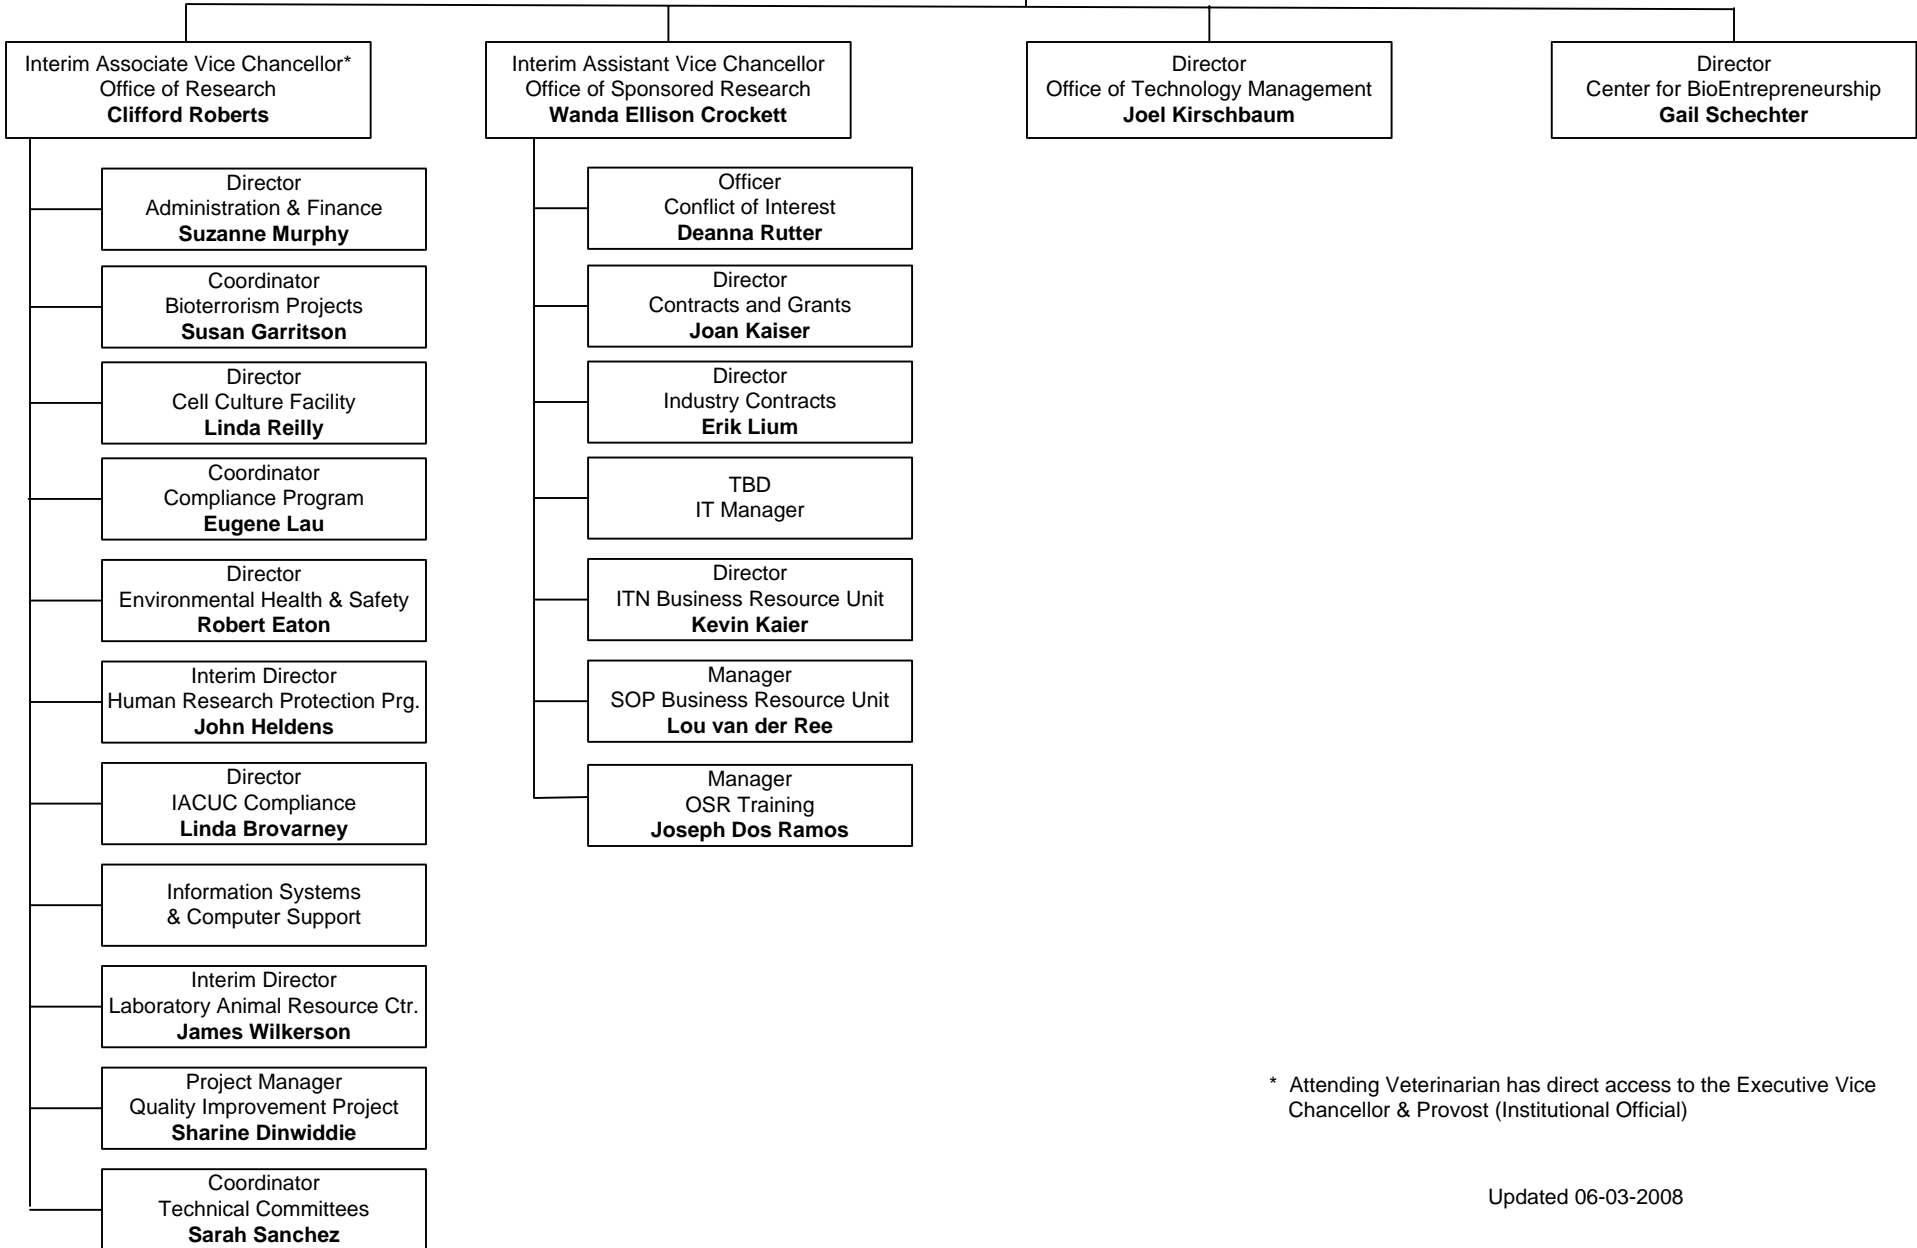 Interim Associate Vice Chancellor*
Office of Research
Clifford Roberts
Interim Assistant Vice Chancellor
Office of Sponsored Research
Wanda Ellison Crockett
Director
Office of Technology Management
Joel Kirschbaum
Director
Center for BioEntrepreneurship
Gail Schechter
Director
Administration & Finance
Suzanne Murphy
Coordinator
Bioterrorism Projects
Susan Garritson
Director
Cell Culture Facility
Linda Reilly
Coordinator
Compliance Program
Eugene Lau
Director
Environmental Health & Safety
Robert Eaton
Interim Director
Human Research Protection Prg.
John Heldens
Director
IACUC Compliance
Linda Brovarney
Information Systems
& Computer Support
Interim Director
Laboratory Animal Resource Ctr.
James Wilkerson
Project Manager
Quality Improvement Project
Sharine Dinwiddie
Coordinator
Technical Committees
Sarah Sanchez
Officer
Conflict of Interest
Deanna Rutter
Director
Contracts and Grants
Joan Kaiser
Director
Industry Contracts
Erik Lium
TBD
IT Manager
Director
ITN Business Resource Unit
Kevin Kaier
Manager
SOP Business Resource Unit
Lou van der Ree
Manager
OSR Training
Joseph Dos Ramos
* Attending Veterinarian has direct access to the Executive Vice
Chancellor & Provost (Institutional Official)
Updated 06-03-2008